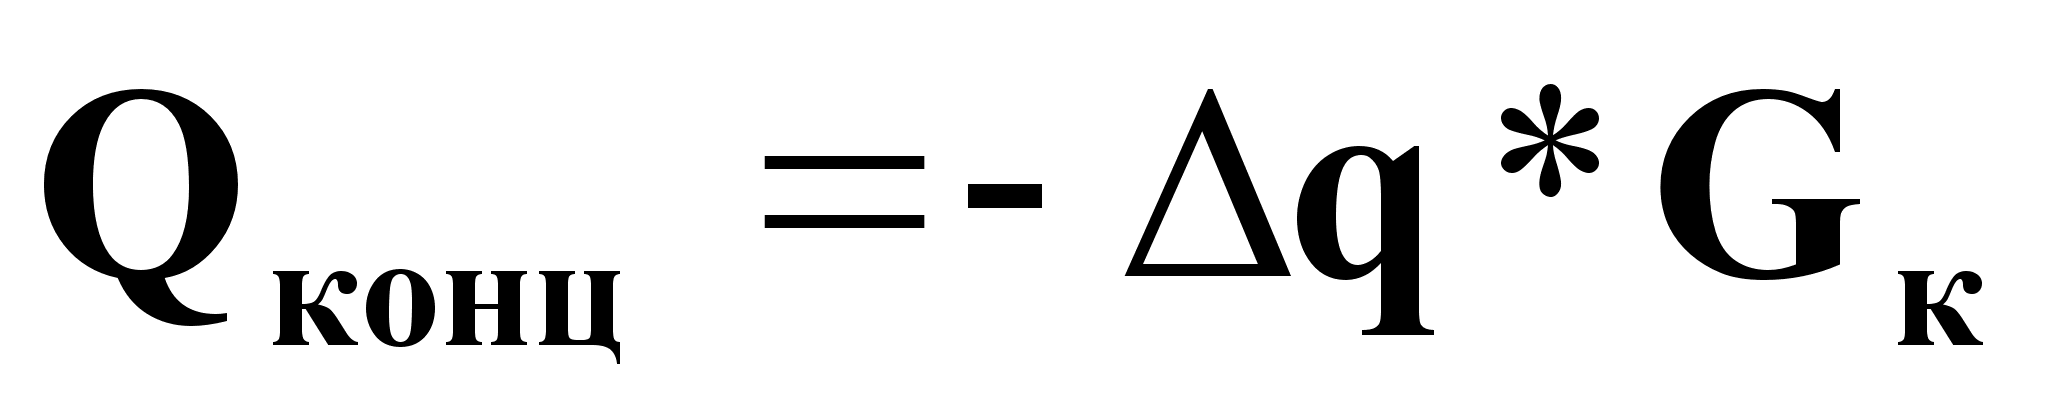 Qконц =- Δq * Gк